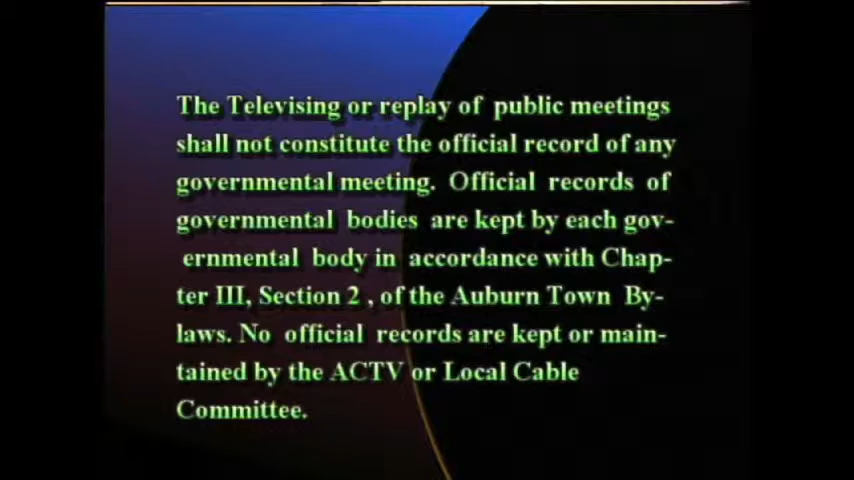 The Televising or replay of public meetings
shall not constitute the official record of any
governmental meeting. Official records of
governmental bodies are kept by each gov-
ernmental body in accordance with Chap-
ter III, Section 2 , of the Auburn Town By-
laws. No official records are kept or main-
tained by the ACTV or Local Cable
Committee.